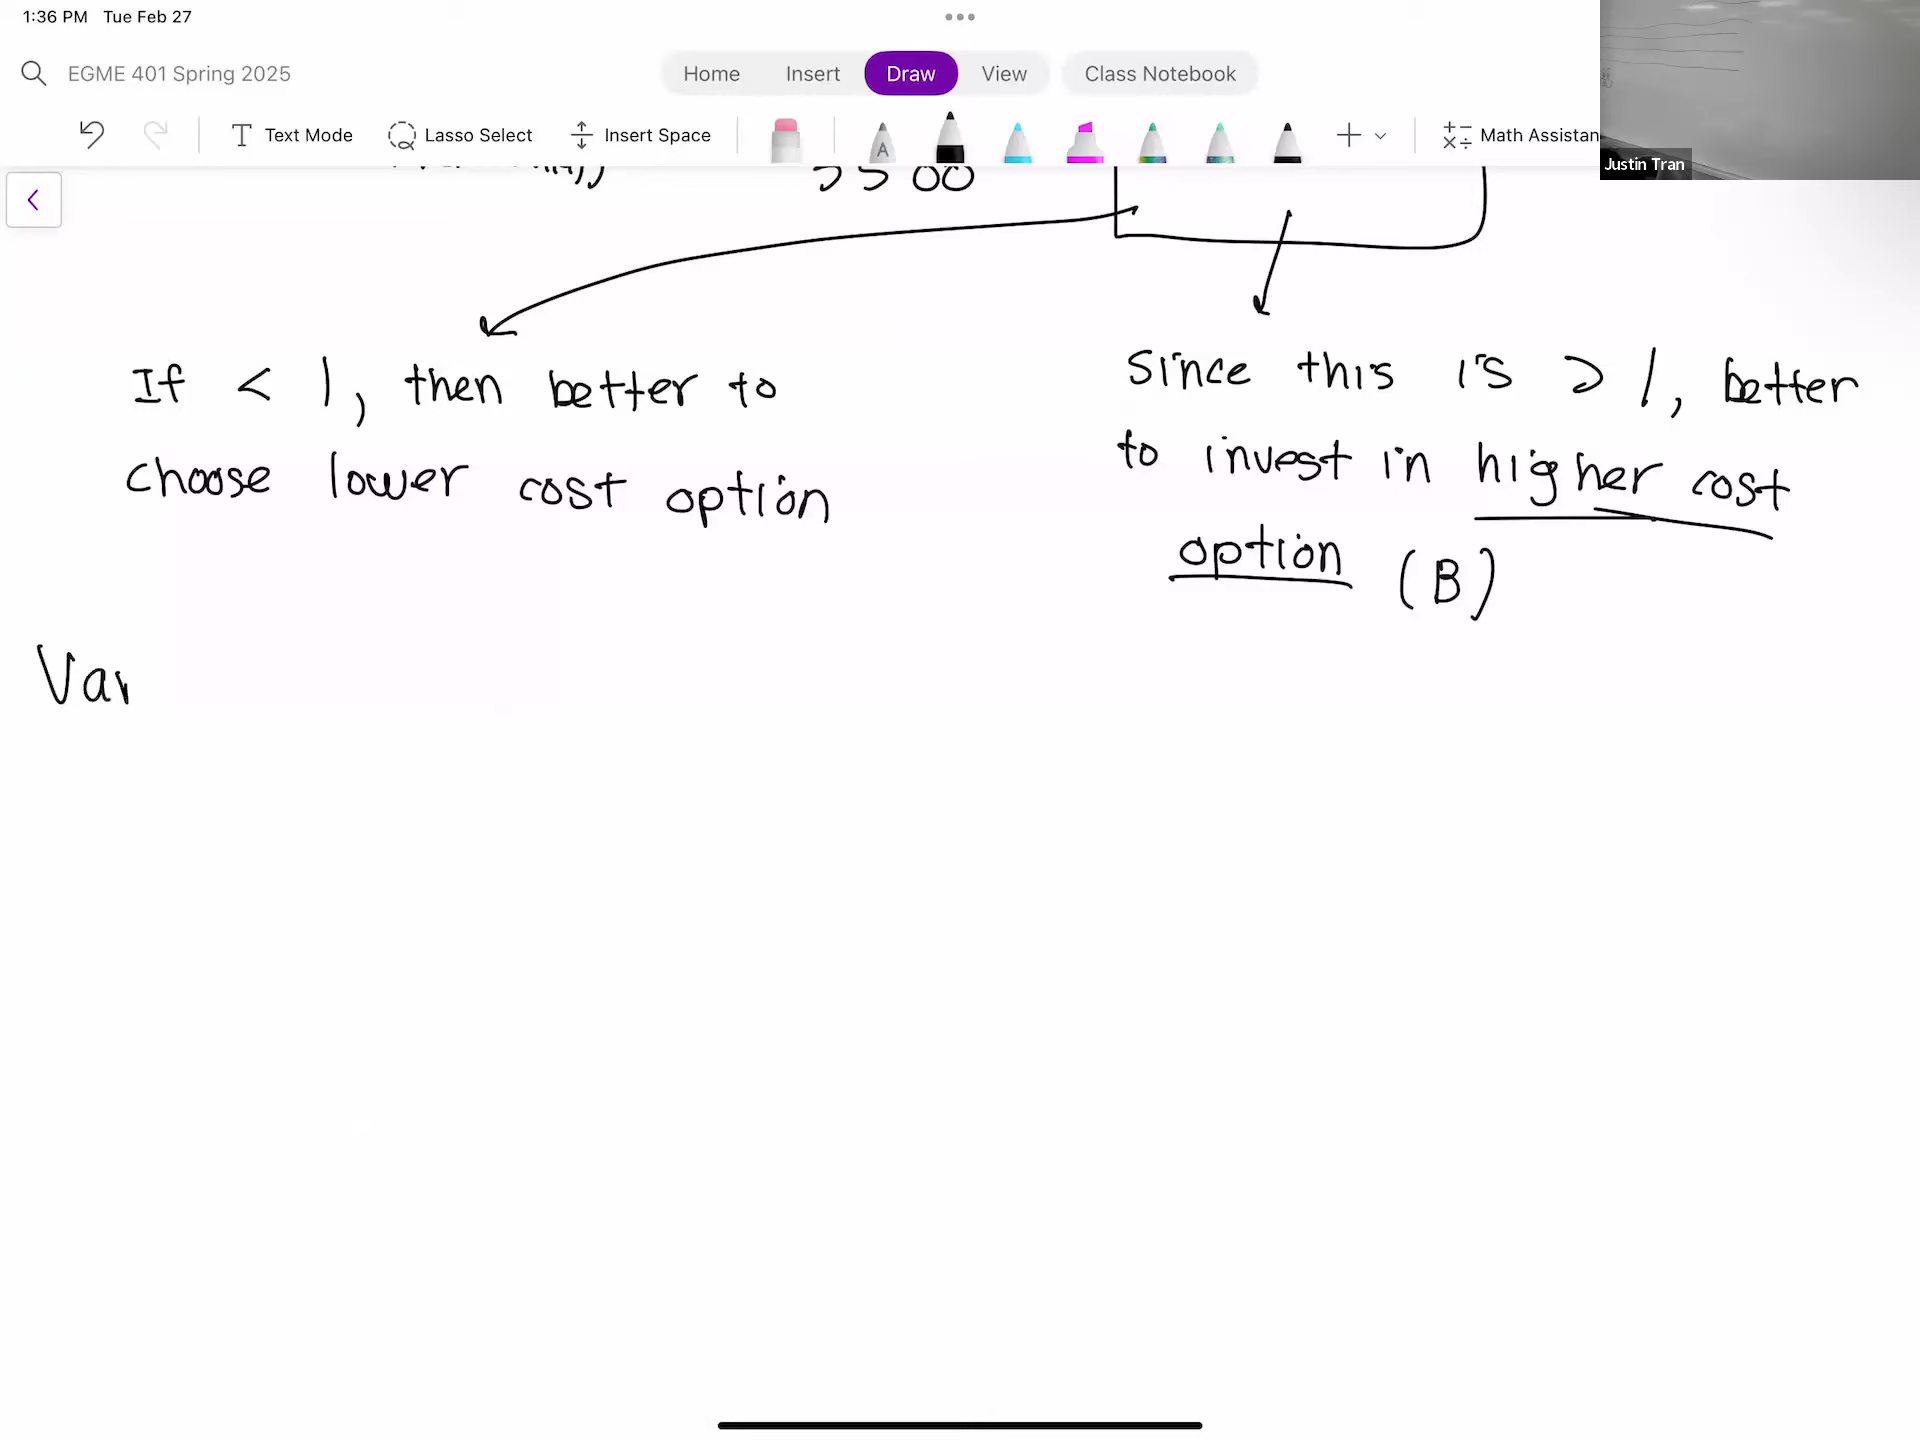 1:36 PM Tue Feb 27
EGME 401 Spring 2025
Home Insert Draw View Class Notebook
Text Mode Lasso Select Insert Space A Math Assistan
Justin Tran
5500
If < 1, then better to
choose lower cost option
Since this is > 1, better
to invest in higher cost
option (B)
Var